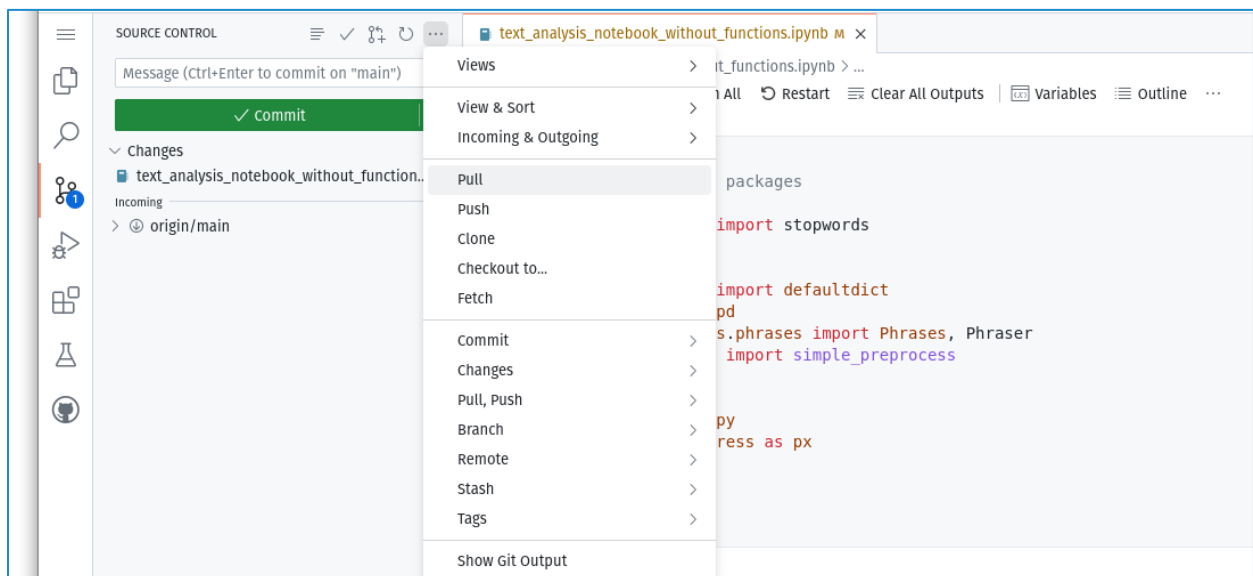 SOURCE CONTROL
Message (Ctrl+Enter to commit on "main")
Commit
Changes
text_analysis_notebook_without_function...
Incoming
origin/main
1
Views
View & Sort
Incoming & Outgoing
Pull
Push
Clone
Checkout to...
Fetch
Commit
Changes
Pull, Push
Branch
Remote
Stash
Tags
Show Git Output
text_analysis_notebook_without_functions.ipynb M
t_functions.ipynb > ...
All Restart Clear All Outputs Variables Outline ...
packages
import stopwords
import defaultdict
pd
s.phrases import Phrases, Phraser
import simple_preprocess
py
ress as px